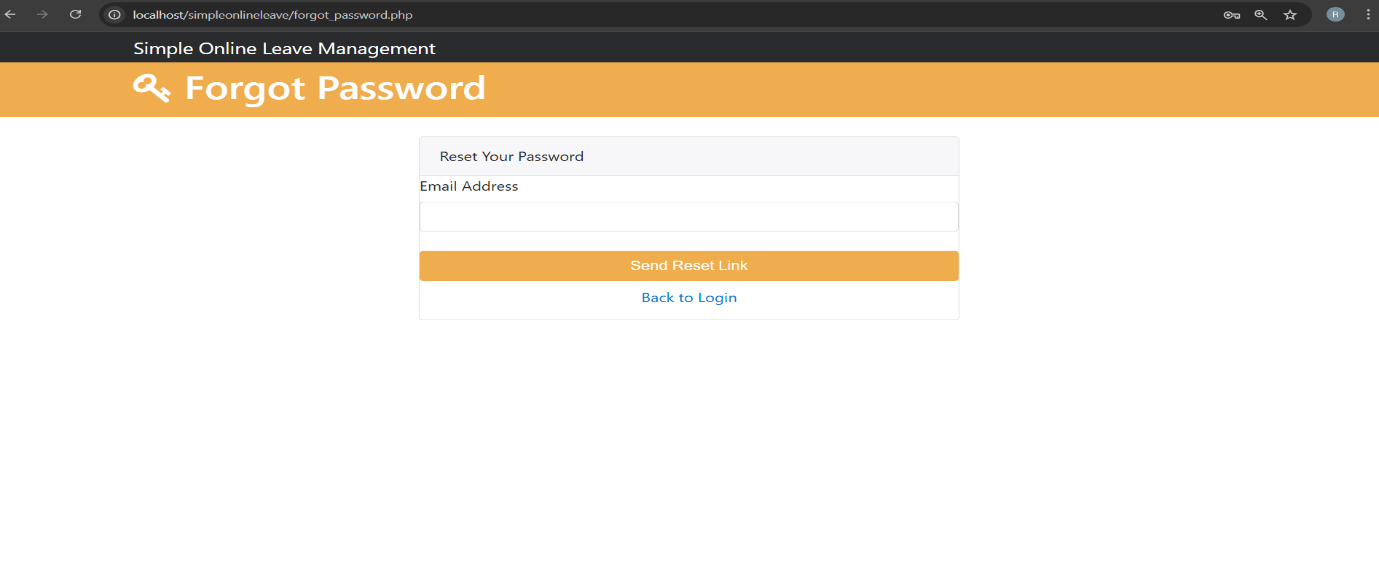 localhost/simpleonlineleave/forgot_password.php
R
Simple Online Leave Management
Forgot Password
Reset Your Password
Email Address
Send Reset Link
Back to Login